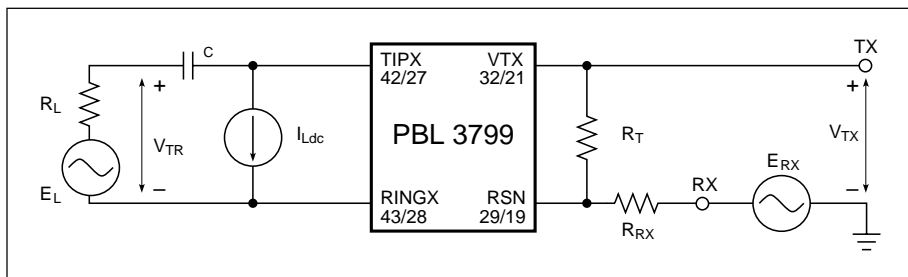 C
TIPX
42/27
VTX
32/21
TX
+
+
R_L
V_TR
I_Ldc
PBL 3799
R_T
V_TX
E_RX
RX
–
–
E_L
RINGX
43/28
RSN
29/19
R_RX